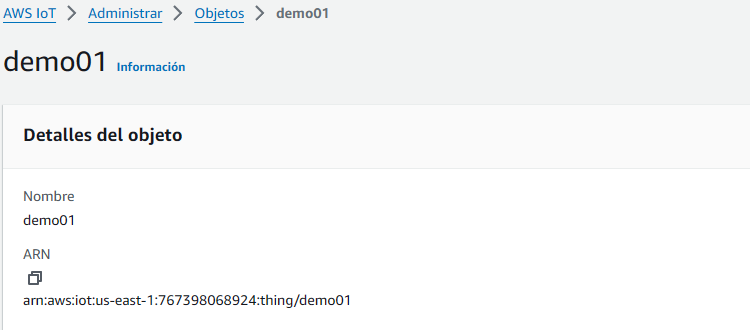 AWS IoT > Administrar > Objetos > demo01
demo01 Información
Detalles del objeto
Nombre
demo01
ARN
arn:aws:iot:us-east-1:767398068924:thing/demo01